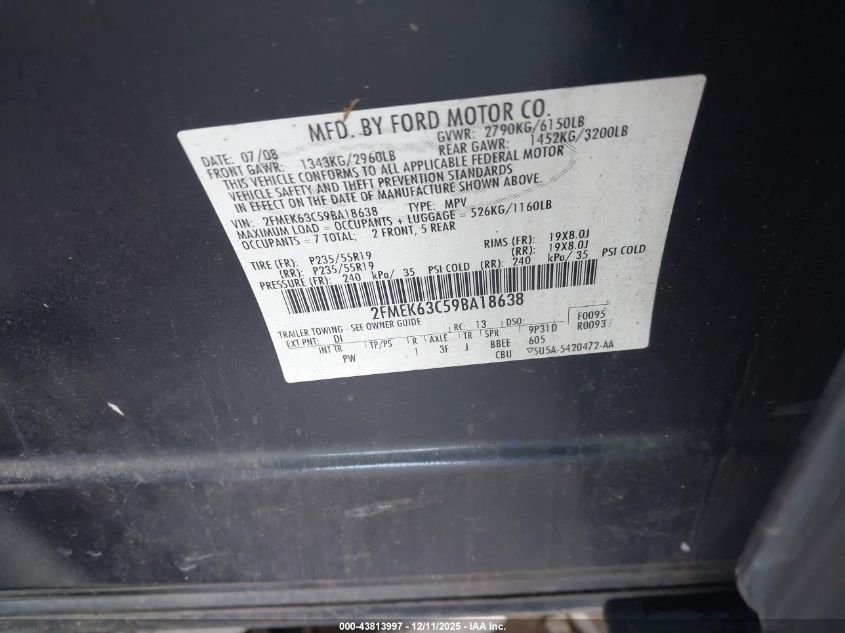 MFD. BY FORD MOTOR CO.
DATE: 07/08 GVWR: 2790KG/6150LB
FRONT GAWR: 1343KG/2960LB REAR GAWR: 1452KG/3200LB
THIS VEHICLE CONFORMS TO ALL APPLICABLE FEDERAL MOTOR
VEHICLE SAFETY AND THEFT PREVENTION STANDARDS
IN EFFECT ON THE DATE OF MANUFACTURE SHOWN ABOVE.
VIN: 2FMEK63C59BA18638 TYPE: MPV
MAXIMUM LOAD = OCCUPANTS + LUGGAGE = 526KG/1160LB
OCCUPANTS = 7 TOTAL; 2 FRONT, 5 REAR
TIRE (FR): P235/55R19 RIMS (FR): 19X8.0J
(RR): P235/55R19 (RR): 19X8.0J
PRESSURE (FR): 240 kPa/ 35 PSI COLD (RR): 240 kPa/ 35 PSI COLD
2FMEK63C59BA18638
F0095
R0093
TRAILER TOWING - SEE OWNER GUIDE RC: 13 DSO:
EXT PNT: DI 9P31D
INT TR TP/PS R AXLE TR SPR
PW 1 3F J BBEE 605
CBU ▽5U5A-5420472-AA
000-43813997 - 12/11/2025 - IAA Inc.